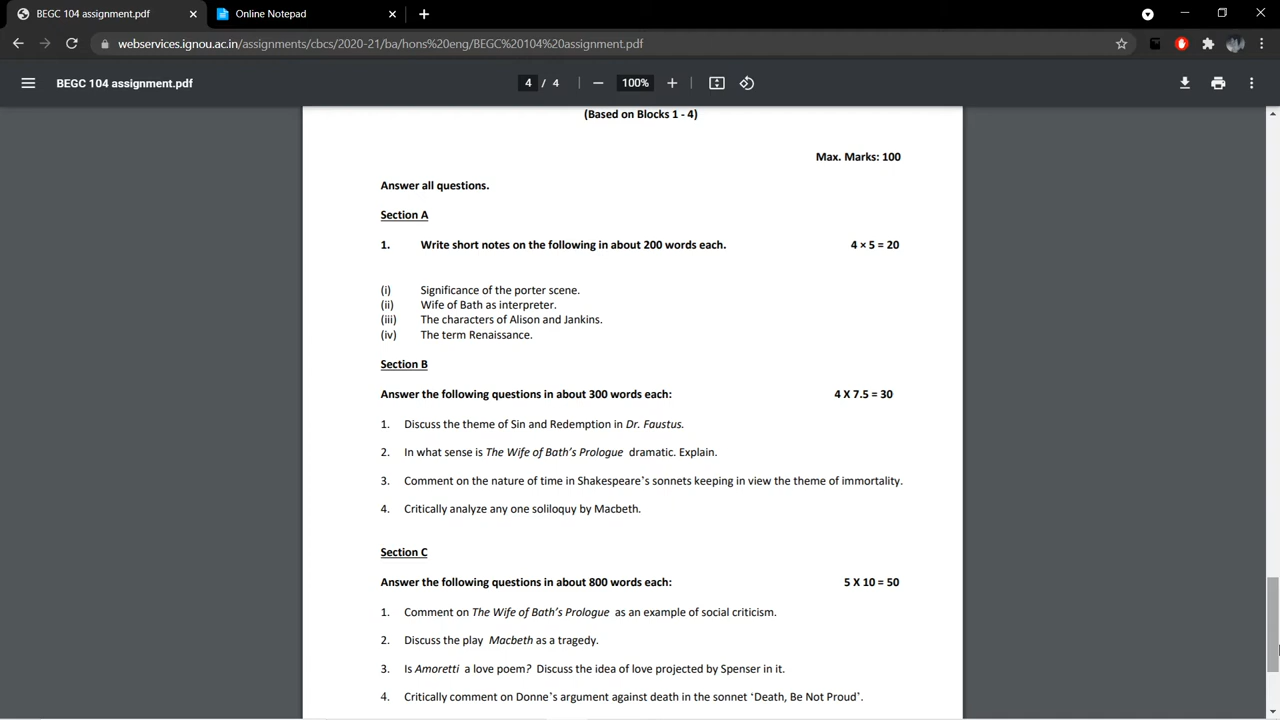 BEGC 104 assignment.pdf
Online Notepad
webservices.ignou.ac.in/assignments/cbcs/2020-21/ba/hons%20eng/BEGC%20104%20assignment.pdf
BEGC 104 assignment.pdf
4 / 4
100%
(Based on Blocks 1 - 4)
Max. Marks: 100
Answer all questions.
Section A
1. Write short notes on the following in about 200 words each. 4 × 5 = 20
(i) Significance of the porter scene.
(ii) Wife of Bath as interpreter.
(iii) The characters of Alison and Jankins.
(iv) The term Renaissance.
Section B
Answer the following questions in about 300 words each: 4 X 7.5 = 30
1. Discuss the theme of Sin and Redemption in Dr. Faustus.
2. In what sense is The Wife of Bath's Prologue dramatic. Explain.
3. Comment on the nature of time in Shakespeare's sonnets keeping in view the theme of immortality.
4. Critically analyze any one soliloquy by Macbeth.
Section C
Answer the following questions in about 800 words each: 5 X 10 = 50
1. Comment on The Wife of Bath's Prologue as an example of social criticism.
2. Discuss the play Macbeth as a tragedy.
3. Is Amoretti a love poem? Discuss the idea of love projected by Spenser in it.
4. Critically comment on Donne's argument against death in the sonnet 'Death, Be Not Proud'.